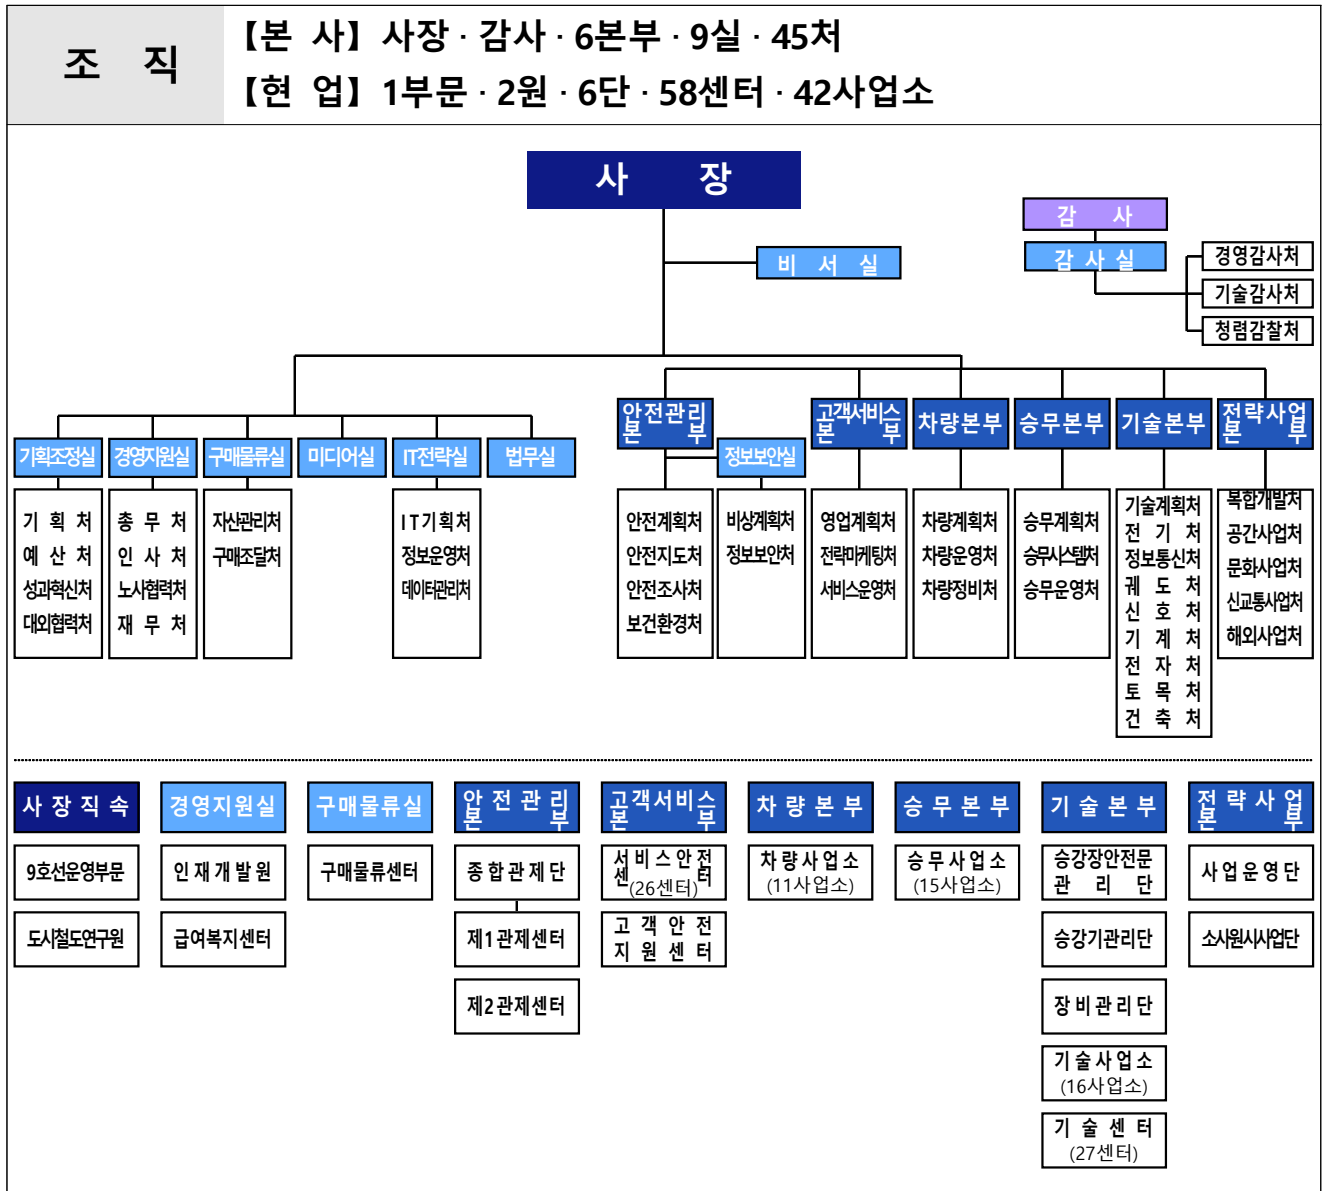 조 직
【본 사】 사장 · 감사 · 6본부 · 9실 · 45처
【현 업】 1부문 · 2원 · 6단 · 58센터 · 42사업소
사 장
감 사
비 서 실
감 사 실
경영감사처
기술감사처
청렴감찰처
기획조정실
경영지원실
구매물류실
미디어실
IT전략실
법무실
안전관리
본 부
정보보안실
고객서비스
본 부
차량본부
승무본부
기술본부
전략사업
본 부
기 획 처
예 산 처
성과혁신처
대외협력처
총 무 처
인 사 처
노사협력처
재 무 처
자산관리처
구매조달처
IT기획처
정보운영처
데이터관리처
안전계획처
안전지도처
안전조사처
보건환경처
비상계획처
정보보안처
영업계획처
전략마케팅처
서비스운영처
차량계획처
차량운영처
차량정비처
승무계획처
승무시스템처
승무운영처
기술계획처
전 기 처
정보통신처
궤 도 처
신 호 처
기 계 처
전 자 처
토 목 처
건 축 처
복합개발처
공간사업처
문화사업처
신교통사업처
해외사업처
사 장 직 속
9호선운영부문
도시철도연구원
경영지원실
인재개발원
급여복지센터
구매물류실
구매물류센터
안전관리
본 부
종합관제단
제1관제센터
제2관제센터
고객서비스
본 부
서비스안전
센 터
(26센터)
고객안전
지원센터
차량본부
차량사업소
(11사업소)
승무본부
승무사업소
(15사업소)
기술본부
승강장안전문
관 리 단
승강기관리단
장비관리단
기술사업소
(16사업소)
기술센터
(27센터)
전략사업
본 부
사업운영단
소사원시사업단